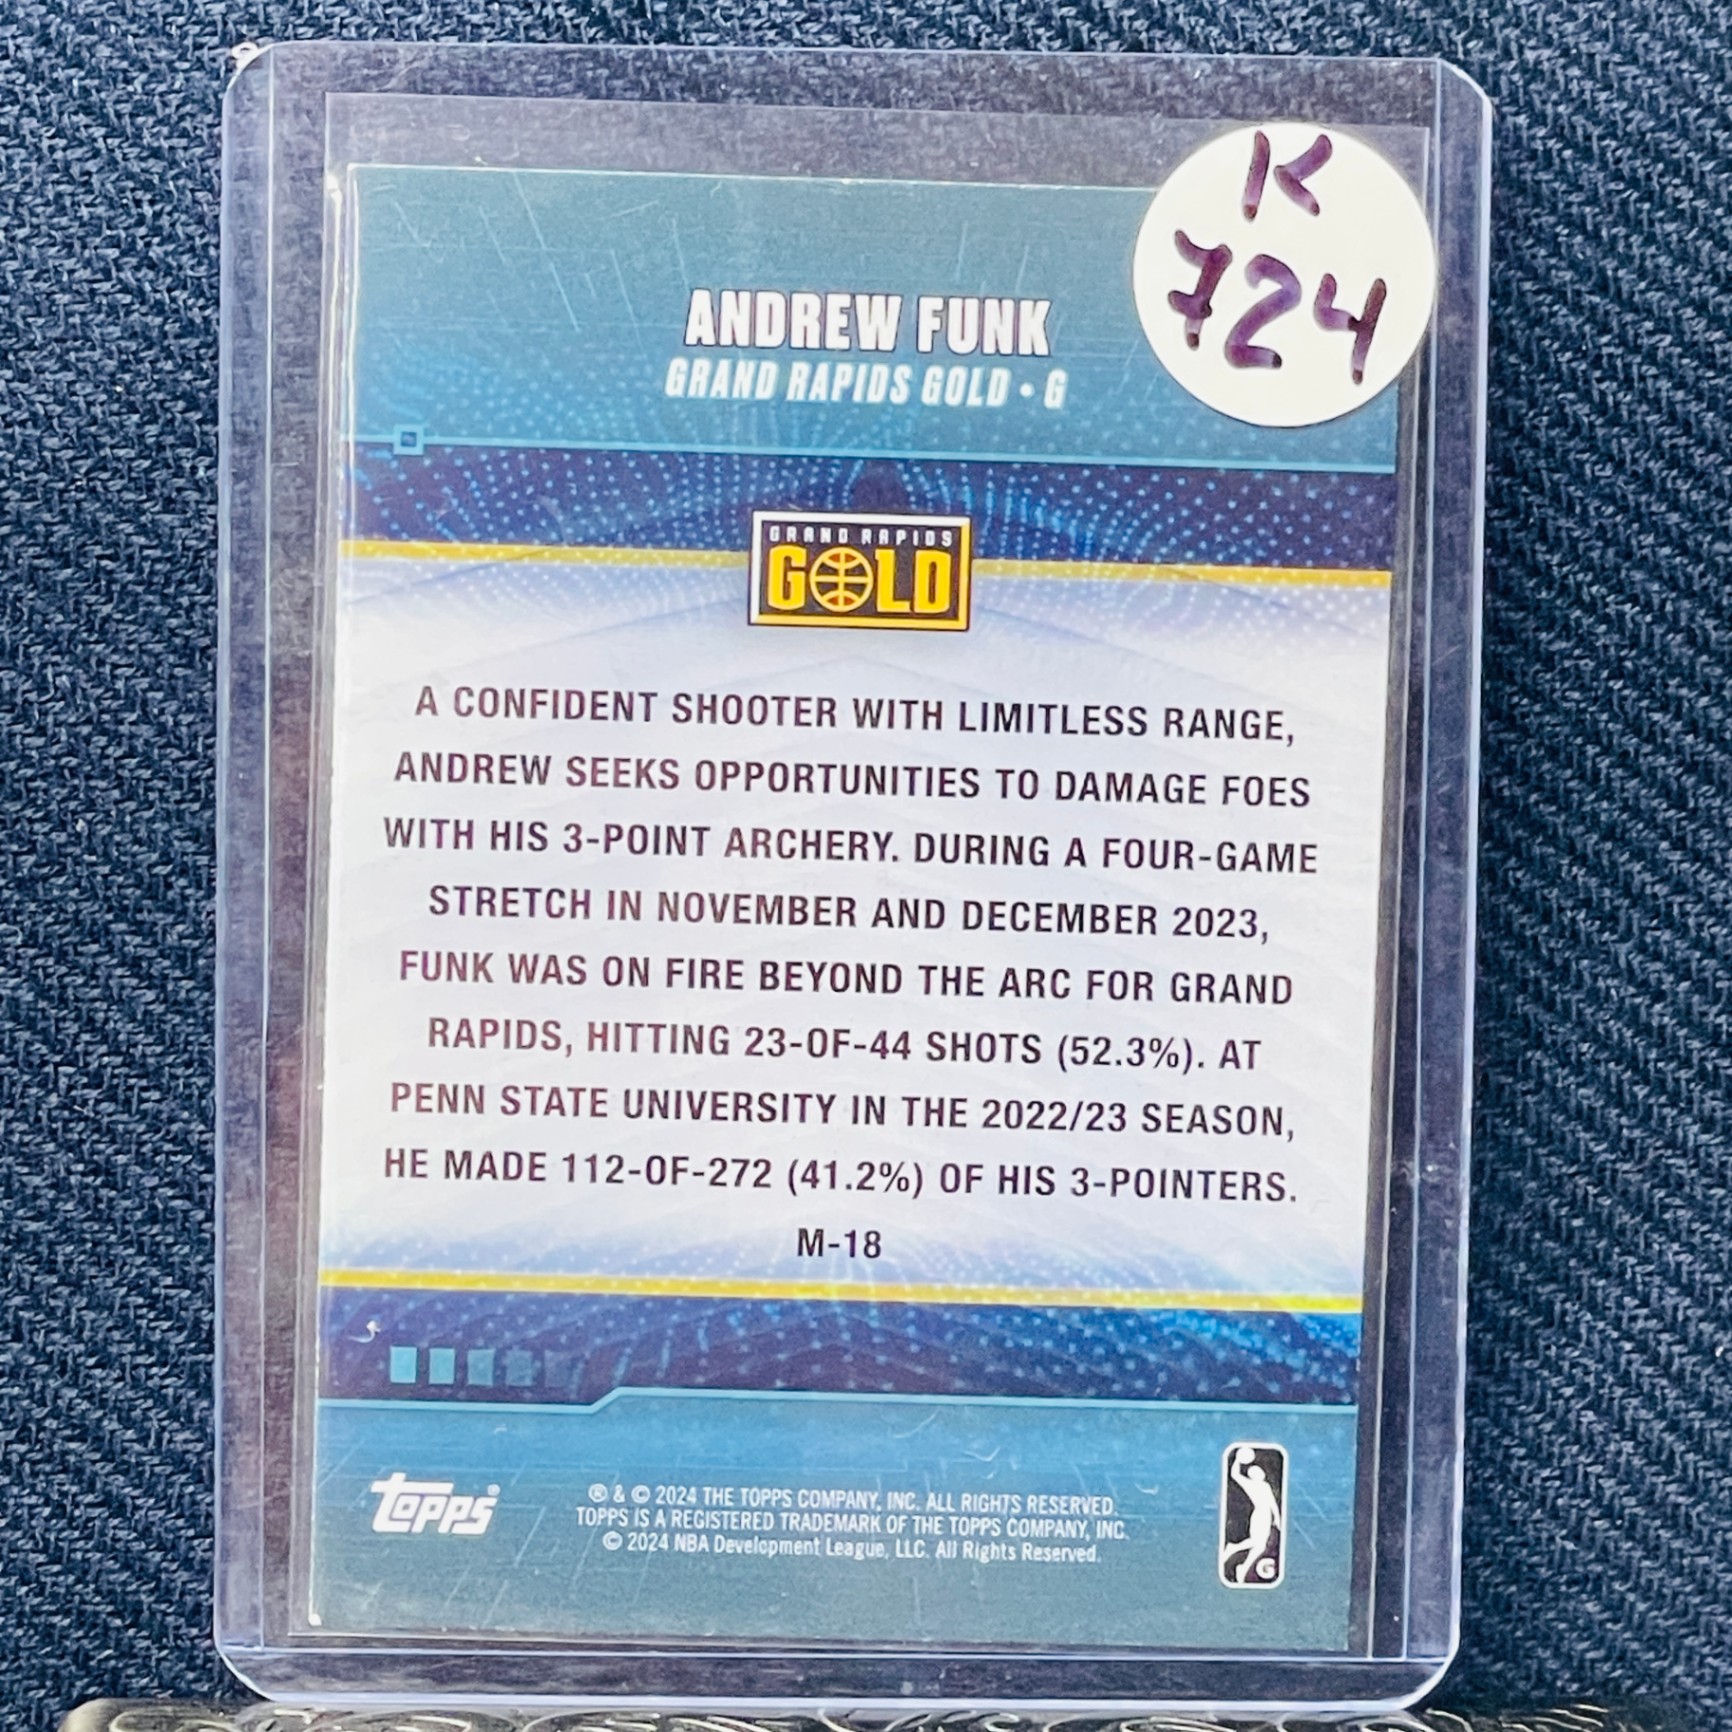 K
724
ANDREW FUNK
GRAND RAPIDS GOLD • G
GRAND RAPIDS
GOLD
A CONFIDENT SHOOTER WITH LIMITLESS RANGE,
ANDREW SEEKS OPPORTUNITIES TO DAMAGE FOES
WITH HIS 3-POINT ARCHERY. DURING A FOUR-GAME
STRETCH IN NOVEMBER AND DECEMBER 2023,
FUNK WAS ON FIRE BEYOND THE ARC FOR GRAND
RAPIDS, HITTING 23-OF-44 SHOTS (52.3%). AT
PENN STATE UNIVERSITY IN THE 2022/23 SEASON,
HE MADE 112-OF-272 (41.2%) OF HIS 3-POINTERS.
M-18
topps®
® & © 2024 THE TOPPS COMPANY, INC. ALL RIGHTS RESERVED.
TOPPS IS A REGISTERED TRADEMARK OF THE TOPPS COMPANY, INC.
© 2024 NBA Development League, LLC. All Rights Reserved.
G